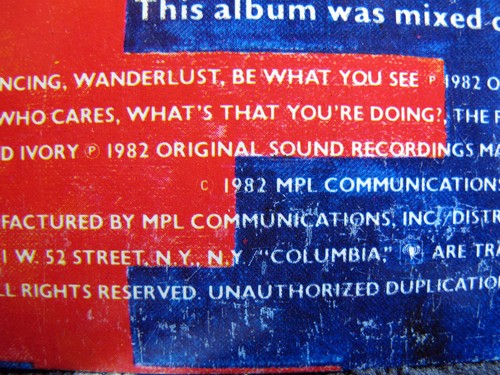 This album was mixed
NCING, WANDERLUST, BE WHAT YOU SEE ℗ 1982 O
WHO CARES, WHAT'S THAT YOU'RE DOING?, THE
D IVORY ℗ 1982 ORIGINAL SOUND RECORDINGS MA
© 1982 MPL COMMUNICATION
FACTURED BY MPL COMMUNICATIONS, INC./DISTR
1 W. 52 STREET, N.Y., N.Y. "COLUMBIA," ARE TRA
LL RIGHTS RESERVED. UNAUTHORIZED DUPLICATIO